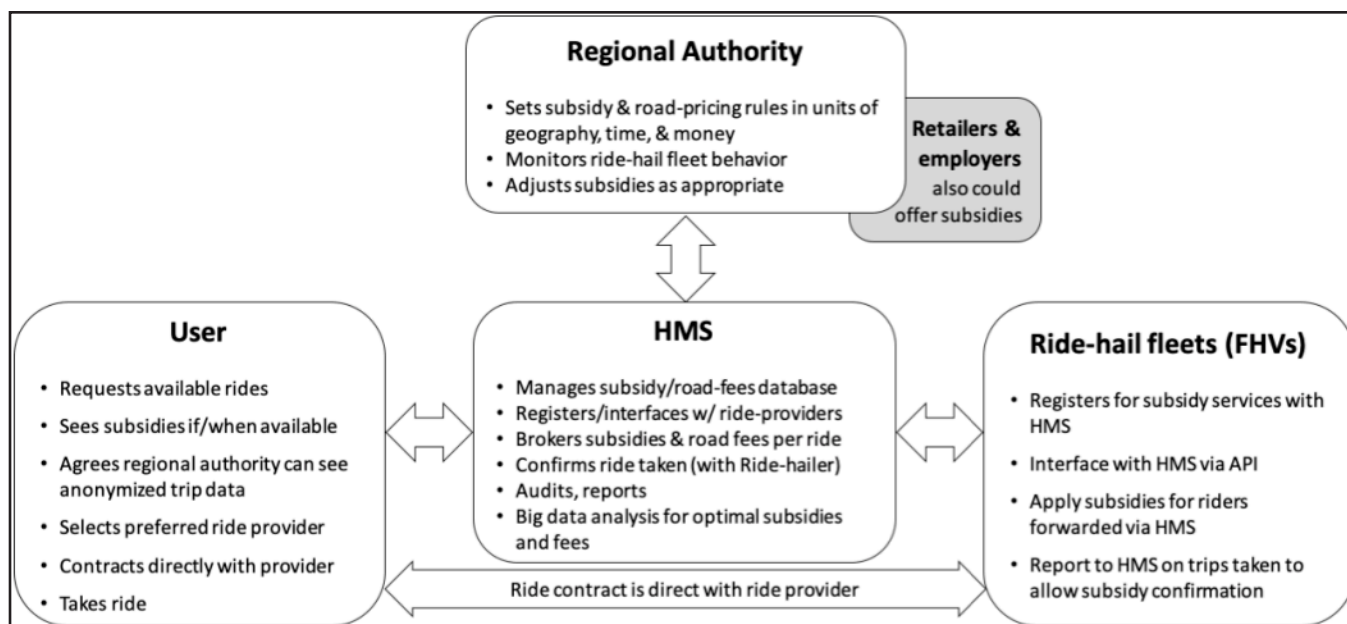 Regional Authority
• Sets subsidy & road-pricing rules in units of
geography, time, & money
• Monitors ride-hail fleet behavior
• Adjusts subsidies as appropriate
Retailers &
employers
also could
offer subsidies
User
• Requests available rides
• Sees subsidies if/when available
• Agrees regional authority can see
anonymized trip data
• Selects preferred ride provider
• Contracts directly with provider
• Takes ride
HMS
• Manages subsidy/road-fees database
• Registers/interfaces w/ ride-providers
• Brokers subsidies & road fees per ride
• Confirms ride taken (with Ride-hailer)
• Audits, reports
• Big data analysis for optimal subsidies
and fees
Ride-hail fleets (FHVs)
• Registers for subsidy services with
HMS
• Interface with HMS via API
• Apply subsidies for riders
forwarded via HMS
• Report to HMS on trips taken to
allow subsidy confirmation
Ride contract is direct with ride provider